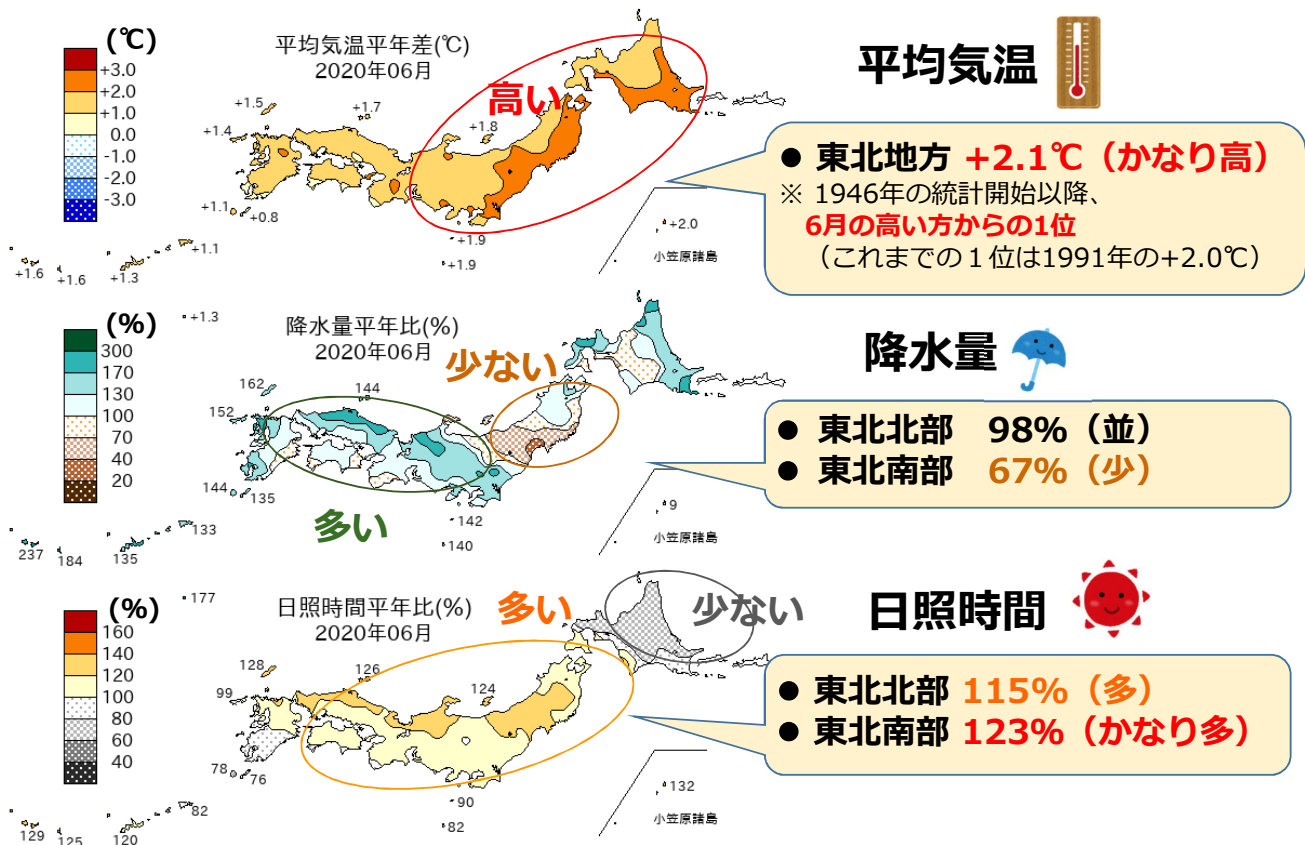 (℃)
+3.0
+2.0
+1.0
0.0
-1.0
-2.0
-3.0
平均気温平年差(℃)
2020年06月
高い
+1.5
+1.7
+1.4
+1.8
+1.1
+0.8
+1.9
+1.9
+2.0
小笠原諸島
+1.1
+1.6
+1.6
+1.3
+1.3
平均気温
● 東北地方 +2.1℃（かなり高）
※ 1946年の統計開始以降、
6月の高い方からの1位
（これまでの１位は1991年の+2.0℃）
(%)
300
170
130
100
70
40
20
降水量平年比(%)
2020年06月
少ない
多い
162
144
152
144
135
142
140
9
小笠原諸島
133
237
184
135
177
降水量
● 東北北部 98%（並）
● 東北南部 67%（少）
(%)
160
140
120
100
80
60
40
日照時間平年比(%)
2020年06月
多い
少ない
128
126
124
99
78
76
90
82
132
小笠原諸島
82
129
125
120
日照時間
● 東北北部 115%（多）
● 東北南部 123%（かなり多）